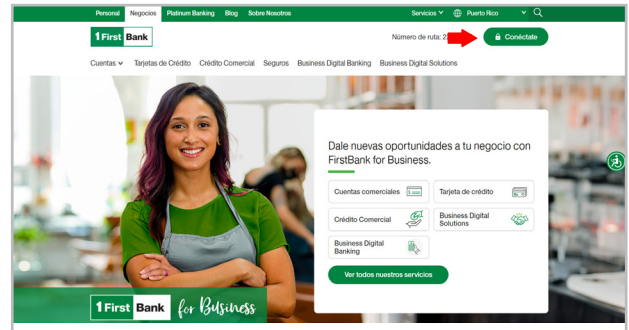 Personal Negocios Platinum Banking Blog Sobre Nosotros Servicios Puerto Rico
1 First Bank
Número de ruta: 2
Conéctate
Cuentas Tarjetas de Crédito Crédito Comercial Seguros Business Digital Banking Business Digital Solutions
Dale nuevas oportunidades a tu negocio con
FirstBank for Business.
Cuentas comerciales
Tarjeta de crédito
Crédito Comercial
Business Digital
Solutions
Business Digital
Banking
Ver todos nuestros servicios
1 First Bank for Business